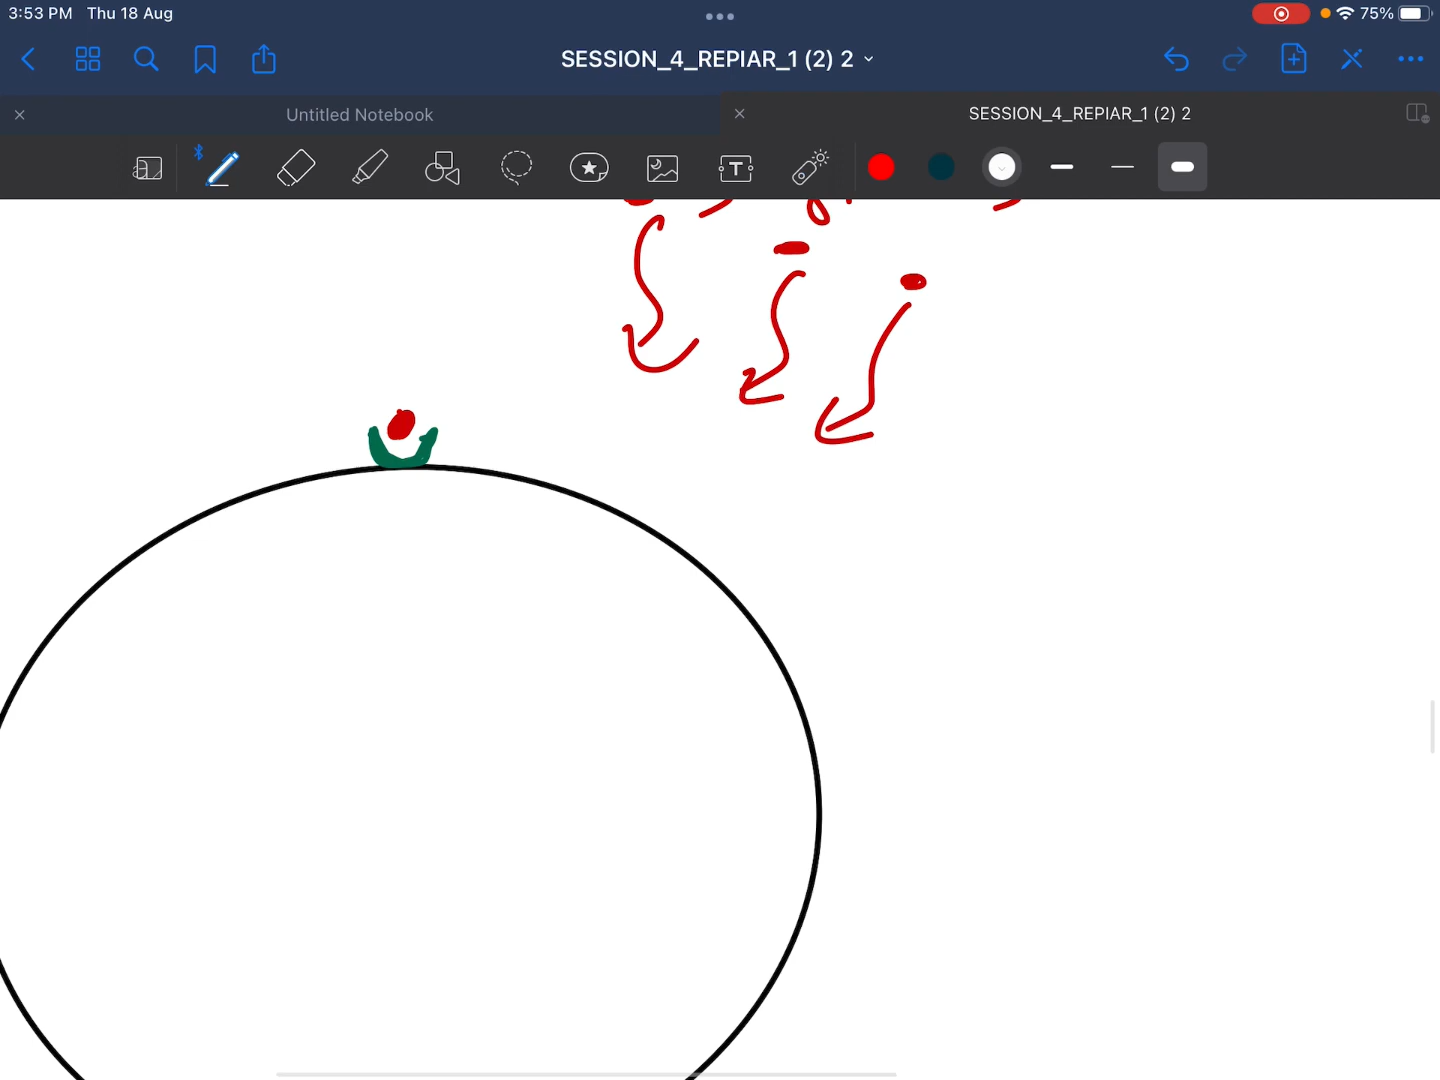 3:53 PM Thu 18 Aug
75%
SESSION_4_REPIAR_1 (2) 2
Untitled Notebook
SESSION_4_REPIAR_1 (2) 2